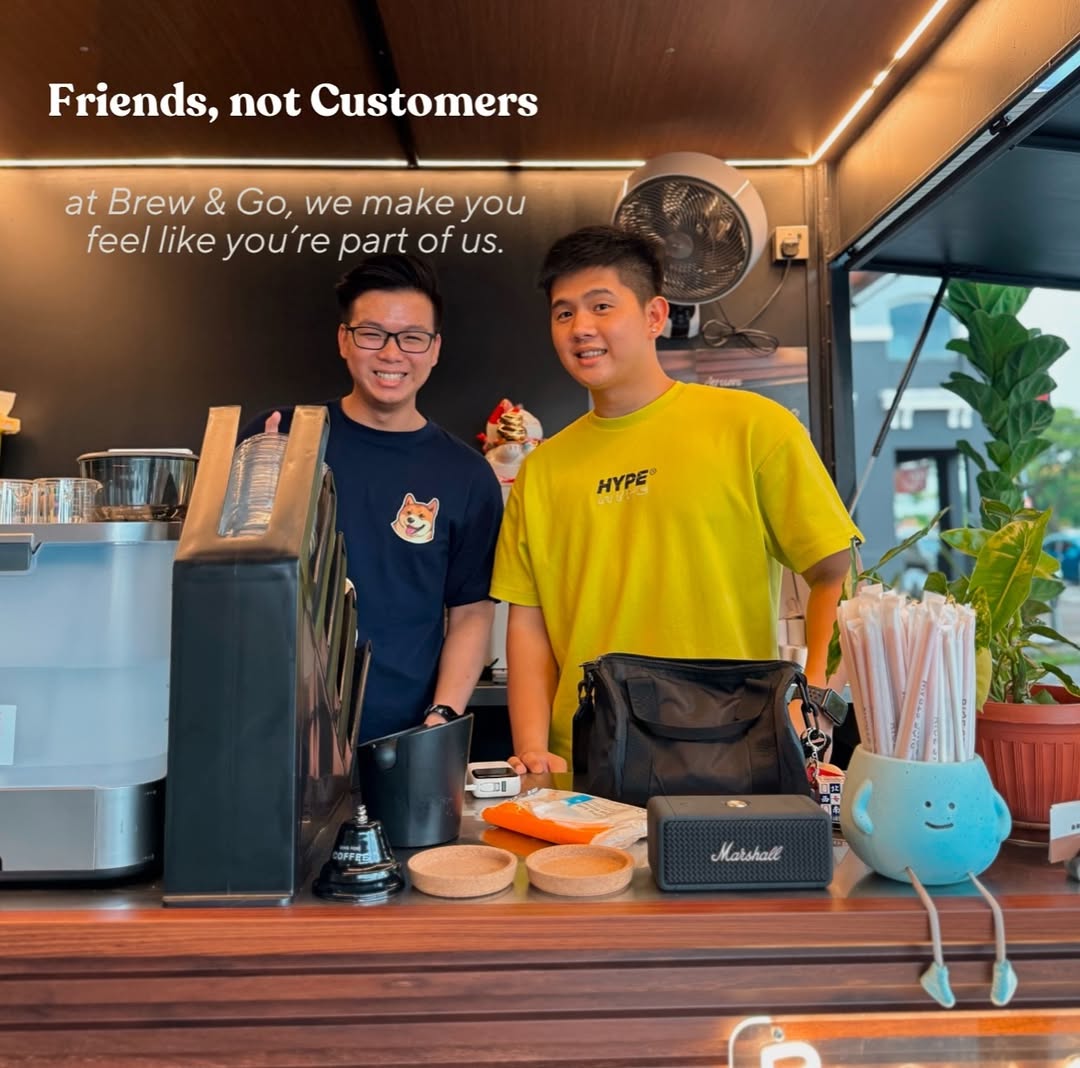 Friends, not Customers
at Brew & Go, we make you
feel like you're part of us.
HYPE
HYPE
COFFEE
Marshall